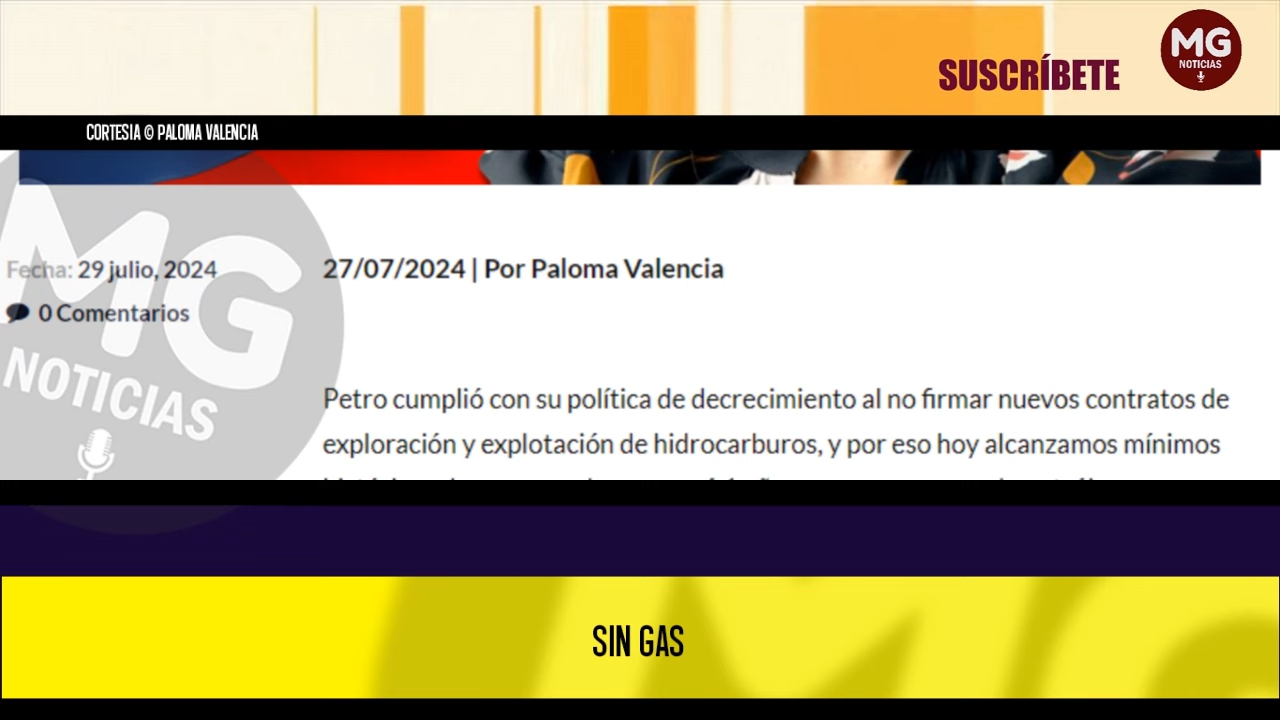 SUSCRÍBETE
MG
NOTICIAS
CORTESIA © PALOMA VALENCIA
MG
NOTICIAS
Fecha: 29 julio, 2024
0 Comentarios
27/07/2024 | Por Paloma Valencia
Petro cumplió con su política de decrecimiento al no firmar nuevos contratos de
exploración y explotación de hidrocarburos, y por eso hoy alcanzamos mínimos
SIN GAS